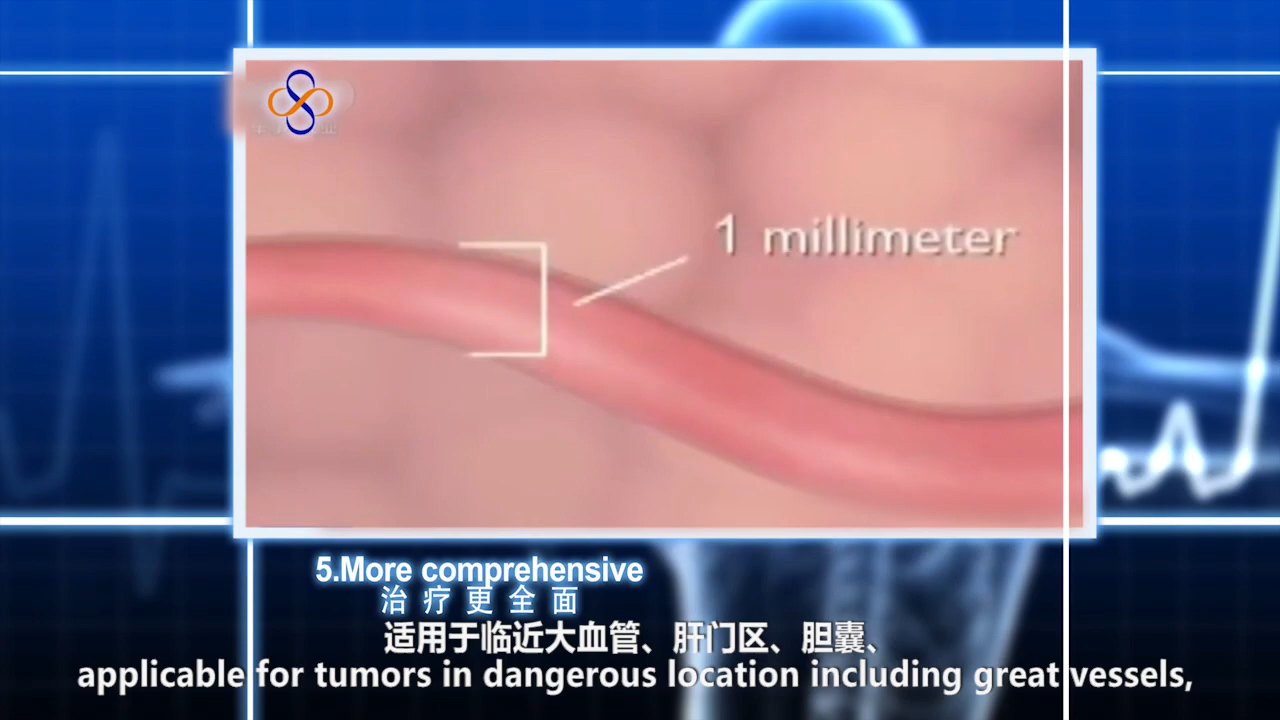 1 millimeter
5.More comprehensive
治疗更全面
适用于临近大血管、肝门区、胆囊、
applicable for tumors in dangerous location including great vessels,